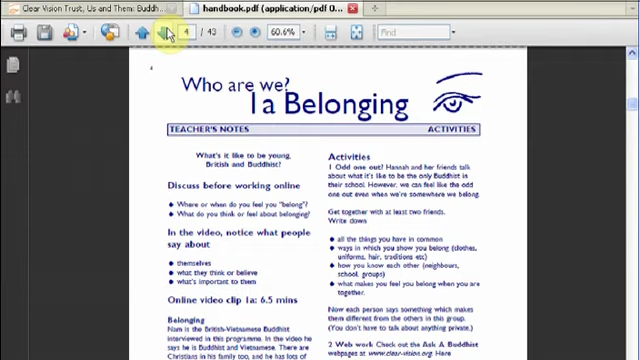 Clear Vision Trust, Us and Them: Buddh...
handbook.pdf (application/pdf O...
4 / 43
60.6%
Find
4
Who are we?
1a Belonging
TEACHER'S NOTES
ACTIVITIES
What's it like to be young,
British and Buddhist?
Discuss before working online
Where or when do you feel you "belong"?
What do you think or feel about belonging?
In the video, notice what people
say about
themselves
what they think or believe
what's important to them
Online video clip 1a: 6.5 mins
Belonging
Nam is the British-Vietnamese Buddhist
interviewed in this programme. In the video he
says he is Buddhist and Vietnamese. There are
Christians in his family too, and he has lots of
Activities
1 Odd one out? Hannah and her friends talk
about what it's like to be the only Buddhist in
their school. However, we can feel like the odd
one out even when we're somewhere we belong.
Get together with at least two friends.
Write down
all the things you have in common
ways in which you show you belong (clothes,
uniforms, hair, traditions etc)
how you know each other (neighbours,
school, groups)
what makes you feel you belong when you are
together.
Now each person says something which makes
them different from the others in this group.
(You don't have to talk about anything private.)
2 Web work Check out the Ask A Buddhist
webpages at www.clear-vision.org. Here